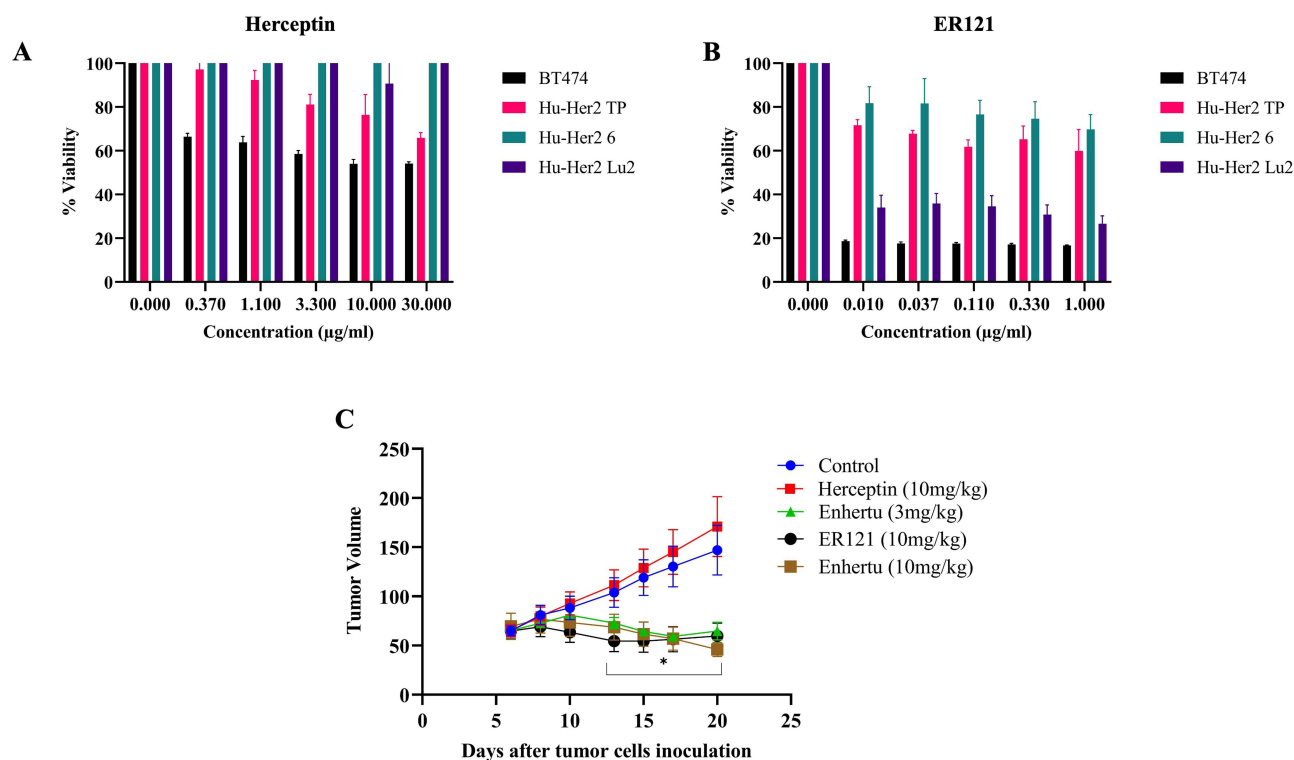 Herceptin
A
% Viability
100
80
60
40
20
0
0.000 0.370 1.100 3.300 10.000 30.000
Concentration (µg/ml)
BT474
Hu-Her2 TP
Hu-Her2 6
Hu-Her2 Lu2
ER121
B
% Viability
100
80
60
40
20
0
0.000 0.010 0.037 0.110 0.330 1.000
Concentration (µg/ml)
BT474
Hu-Her2 TP
Hu-Her2 6
Hu-Her2 Lu2
C
Tumor Volume
250
200
150
100
50
0
*
0 5 10 15 20 25
Days after tumor cells inoculation
Control
Herceptin (10mg/kg)
Enhertu (3mg/kg)
ER121 (10mg/kg)
Enhertu (10mg/kg)